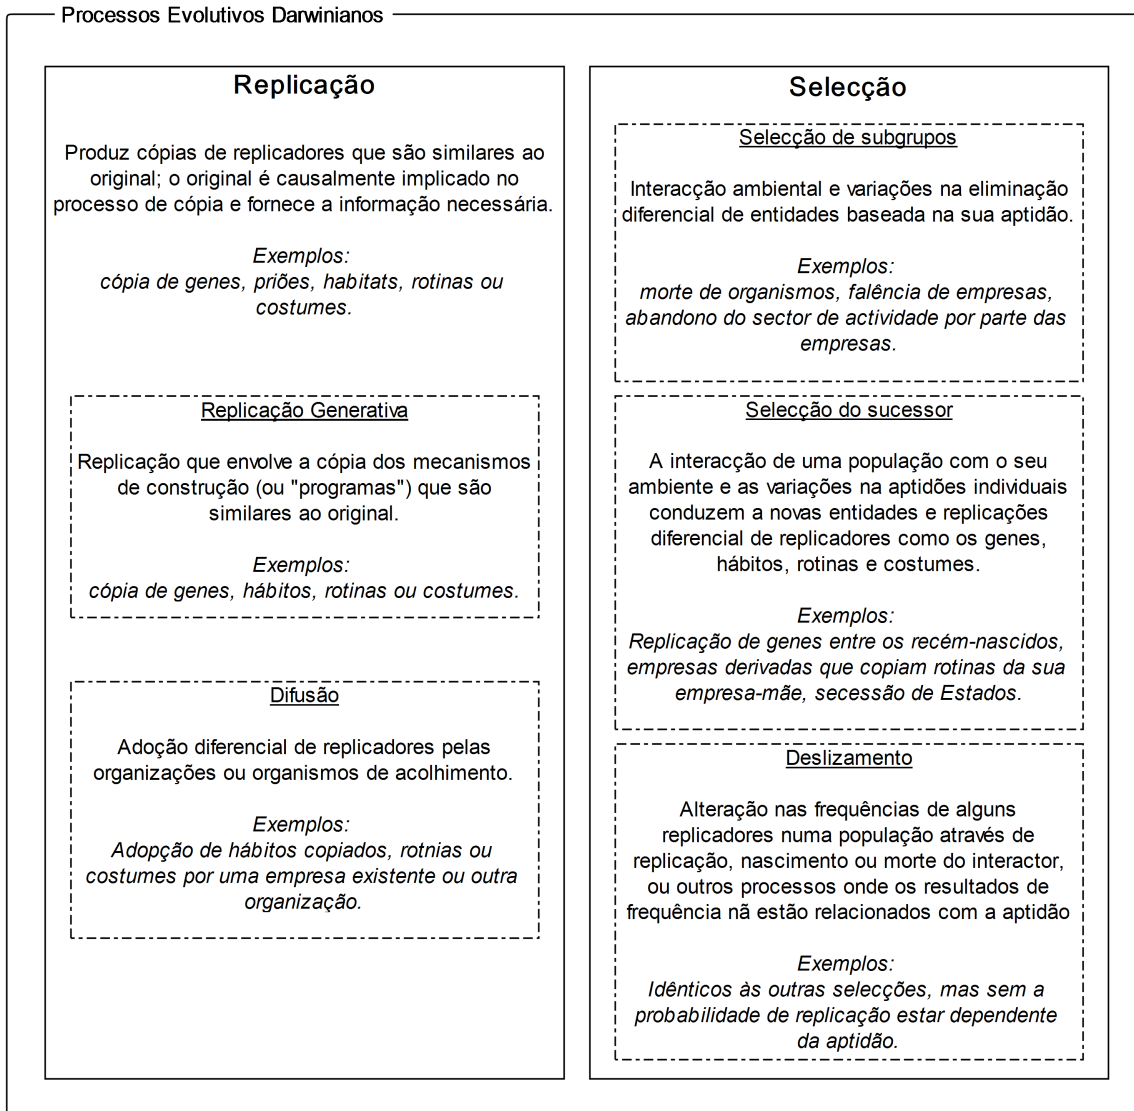 Processos Evolutivos Darwinianos
Replicação
Produz cópias de replicadores que são similares ao
original; o original é causalmente implicado no
processo de cópia e fornece a informação necessária.
Exemplos:
cópia de genes, priões, habitats, rotinas ou
costumes.
Replicação Generativa
Replicação que envolve a cópia dos mecanismos
de construção (ou "programas") que são
similares ao original.
Exemplos:
cópia de genes, hábitos, rotinas ou costumes.
Difusão
Adoção diferencial de replicadores pelas
organizações ou organismos de acolhimento.
Exemplos:
Adopção de hábitos copiados, rotnias ou
costumes por uma empresa existente ou outra
organização.
Selecção
Selecção de subgrupos
Interacção ambiental e variações na eliminação
diferencial de entidades baseada na sua aptidão.
Exemplos:
morte de organismos, falência de empresas,
abandono do sector de actividade por parte das
empresas.
Selecção do sucessor
A interacção de uma população com o seu
ambiente e as variações na aptidões individuais
conduzem a novas entidades e replicações
diferencial de replicadores como os genes,
hábitos, rotinas e costumes.
Exemplos:
Replicação de genes entre os recém-nascidos,
empresas derivadas que copiam rotinas da sua
empresa-mãe, secessão de Estados.
Deslizamento
Alteração nas frequências de alguns
replicadores numa população através de
replicação, nascimento ou morte do interactor,
ou outros processos onde os resultados de
frequência nã estão relacionados com a aptidão
Exemplos:
Idênticos às outras selecções, mas sem a
probabilidade de replicação estar dependente
da aptidão.